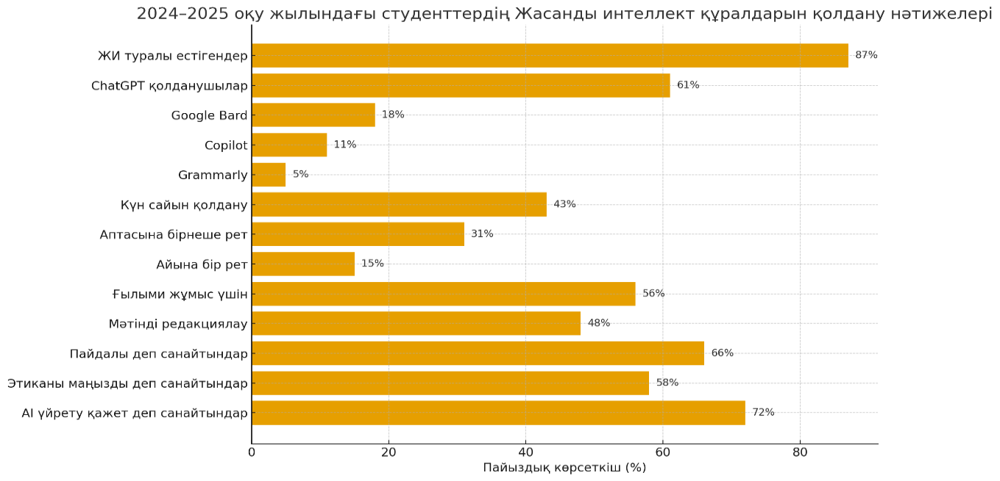 2024–2025 оқу жылындағы студенттердің Жасанды интеллект құралдарын қолдану нәтижелері
ЖИ туралы естігендер 87%
ChatGPT қолданушылар 61%
Google Bard 18%
Copilot 11%
Grammarly 5%
Күн сайын қолдану 43%
Аптасына бірнеше рет 31%
Айына бір рет 15%
Ғылыми жұмыс үшін 56%
Мәтінді редакциялау 48%
Пайдалы деп санайтындар 66%
Этиканы маңызды деп санайтындар 58%
AI үйрету қажет деп санайтындар 72%
0 20 40 60 80
Пайыздық көрсеткіш (%)